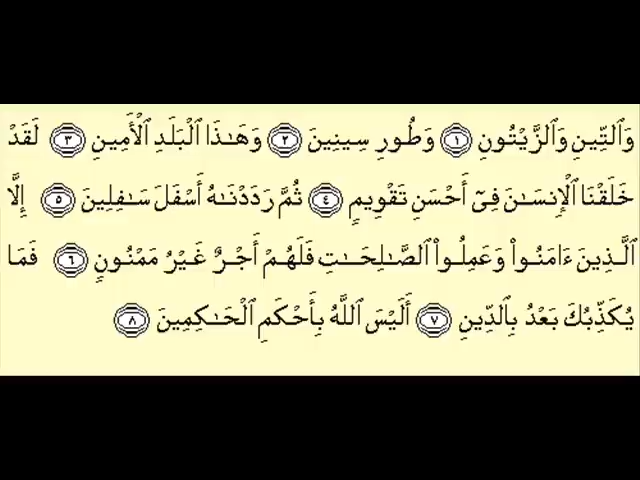 وَٱلتِّينِ وَٱلزَّيْتُونِ ١ وَطُورِ سِينِينَ ٢ وَهَـٰذَا ٱلْبَلَدِ ٱلْأَمِينِ ٣ لَقَدْ
خَلَقْنَا ٱلْإِنسَـٰنَ فِىٓ أَحْسَنِ تَقْوِيمٍ ٤ ثُمَّ رَدَدْنَـٰهُ أَسْفَلَ سَـٰفِلِينَ ٥ إِلَّا
ٱلَّذِينَ ءَامَنُوا۟ وَعَمِلُوا۟ ٱلصَّـٰلِحَـٰتِ فَلَهُمْ أَجْرٌ غَيْرُ مَمْنُونٍ ٦ فَمَا
يُكَذِّبُكَ بَعْدُ بِٱلدِّينِ ٧ أَلَيْسَ ٱللَّهُ بِأَحْكَمِ ٱلْحَـٰكِمِينَ ٨